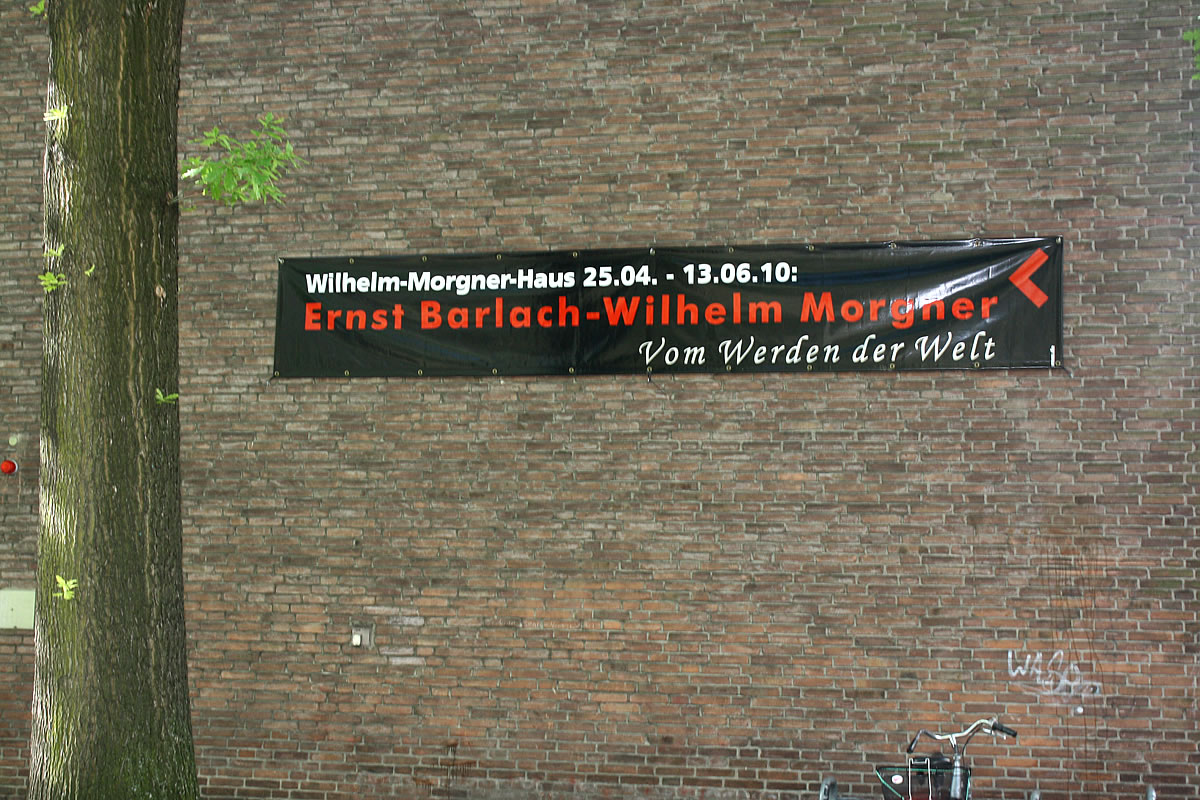 Wilhelm-Morgner-Haus 25.04. - 13.06.10:
Ernst Barlach-Wilhelm Morgner
Vom Werden der Welt